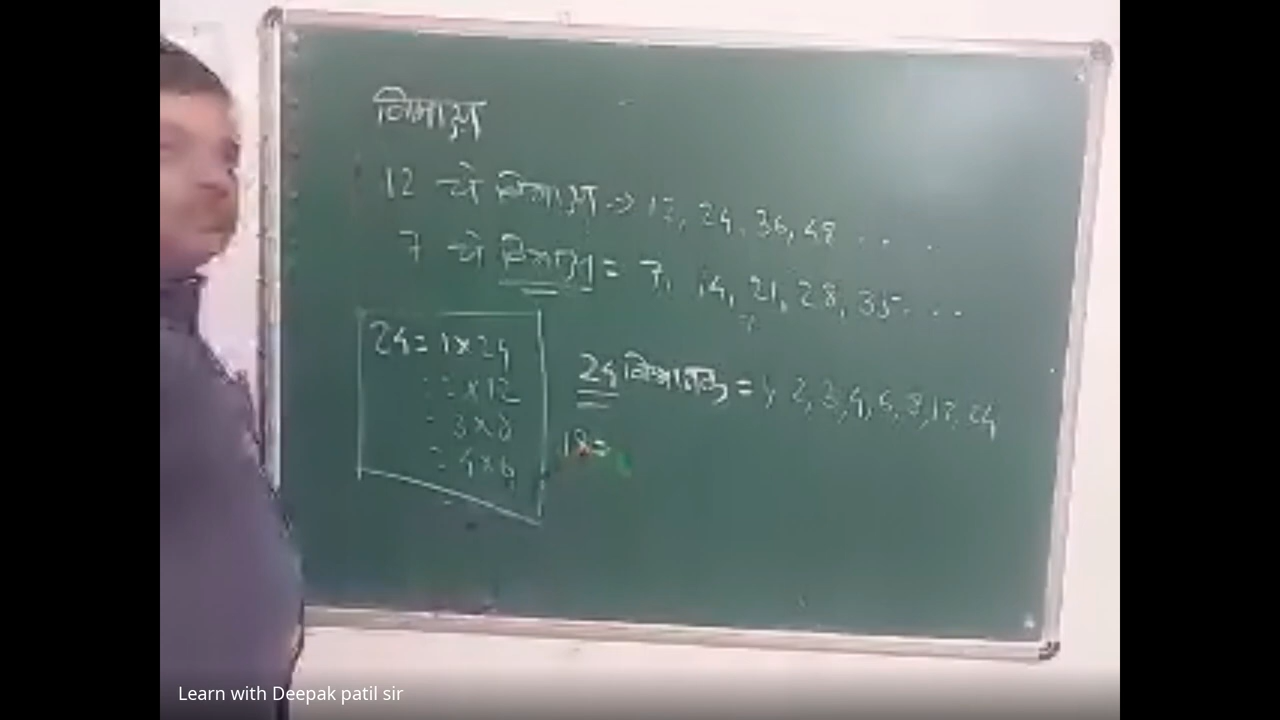 विभाज्य
12 चे विभाज्य → 12, 24, 36, 48 . . .
7 चे विभाज्य = 7, 14, 21, 28, 35 . . .
24 = 1 × 24
= 2 × 12
= 3 × 8
= 4 × 6
24 विभाजक = 1, 2, 3, 4, 6, 8, 12, 24
18 =
Learn with Deepak patil sir